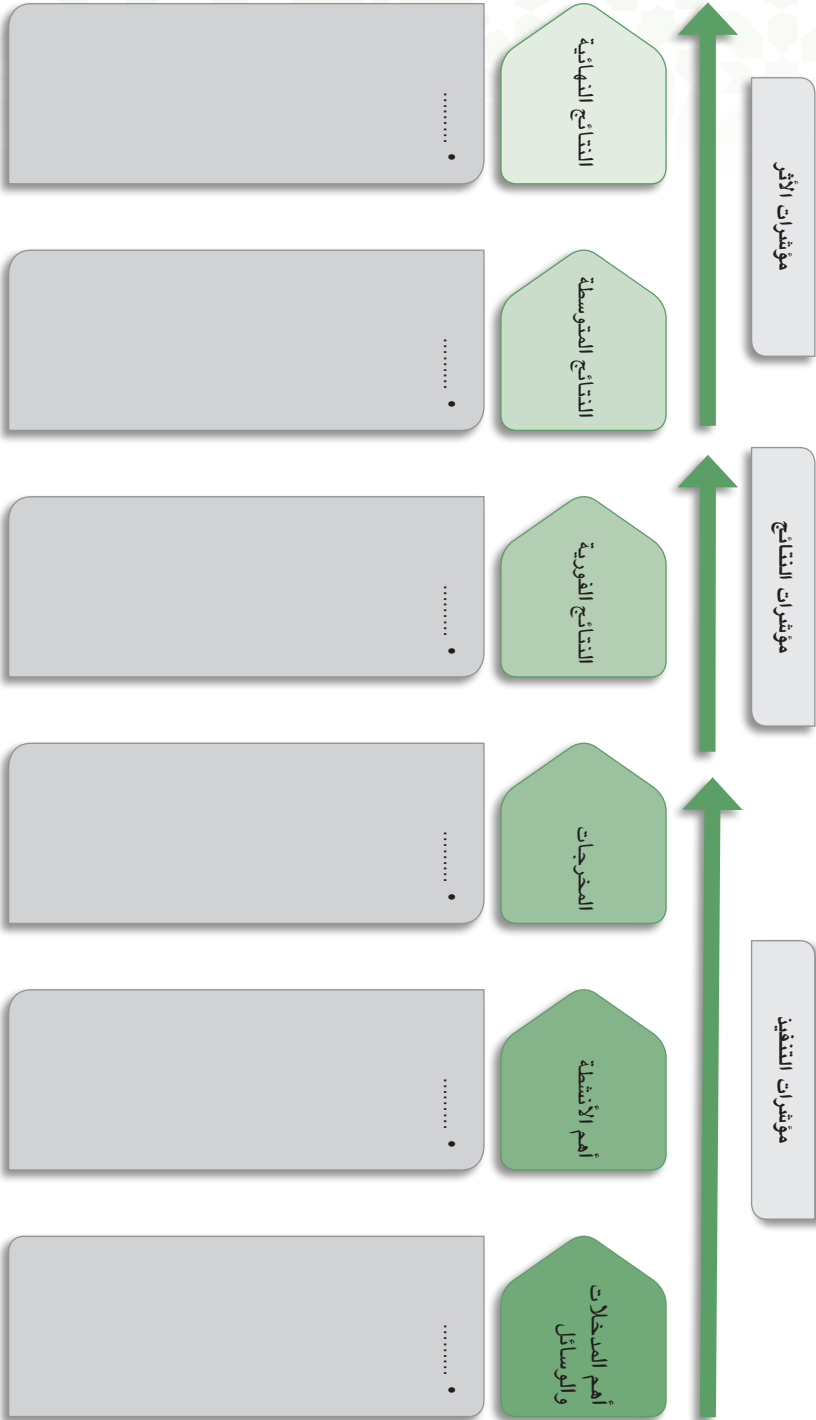 مؤشرات التنفيذ
مؤشرات النتائج
مؤشرات الأثر
أهم المدخلات
والوسائل
أهم الأنشطة
المخرجات
النتائج الفورية
النتائج المتوسطة
النتائج النهائية
• .........
• .........
• .........
• .........
• .........
• .........